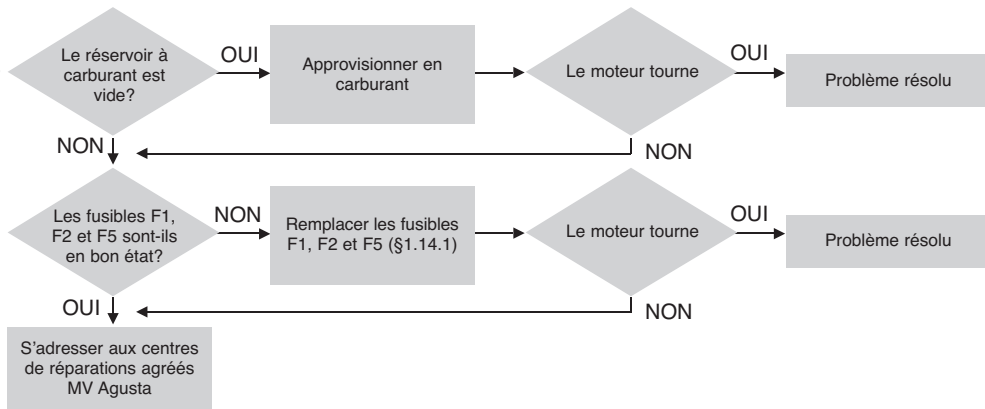 Le réservoir à
carburant est
vide?
OUI
Approvisionner en
carburant
Le moteur tourne
OUI
Problème résolu
NON
NON
Les fusibles F1,
F2 et F5 sont-ils
en bon état?
NON
Remplacer les fusibles
F1, F2 et F5 (§1.14.1)
Le moteur tourne
OUI
Problème résolu
OUI
NON
S'adresser aux centres
de réparations agréés
MV Agusta